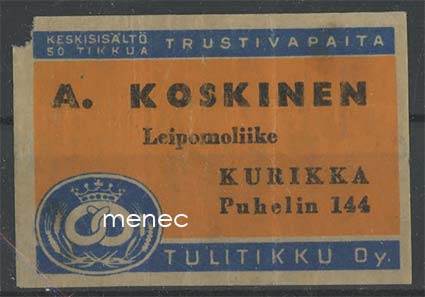 KESKISISÄLTÖ
50 TIKKUA
TRUSTIVAPAITA
A. KOSKINEN
Leipomoliike
KURIKKA
Puhelin 144
menec
TULITIKKU Oy.